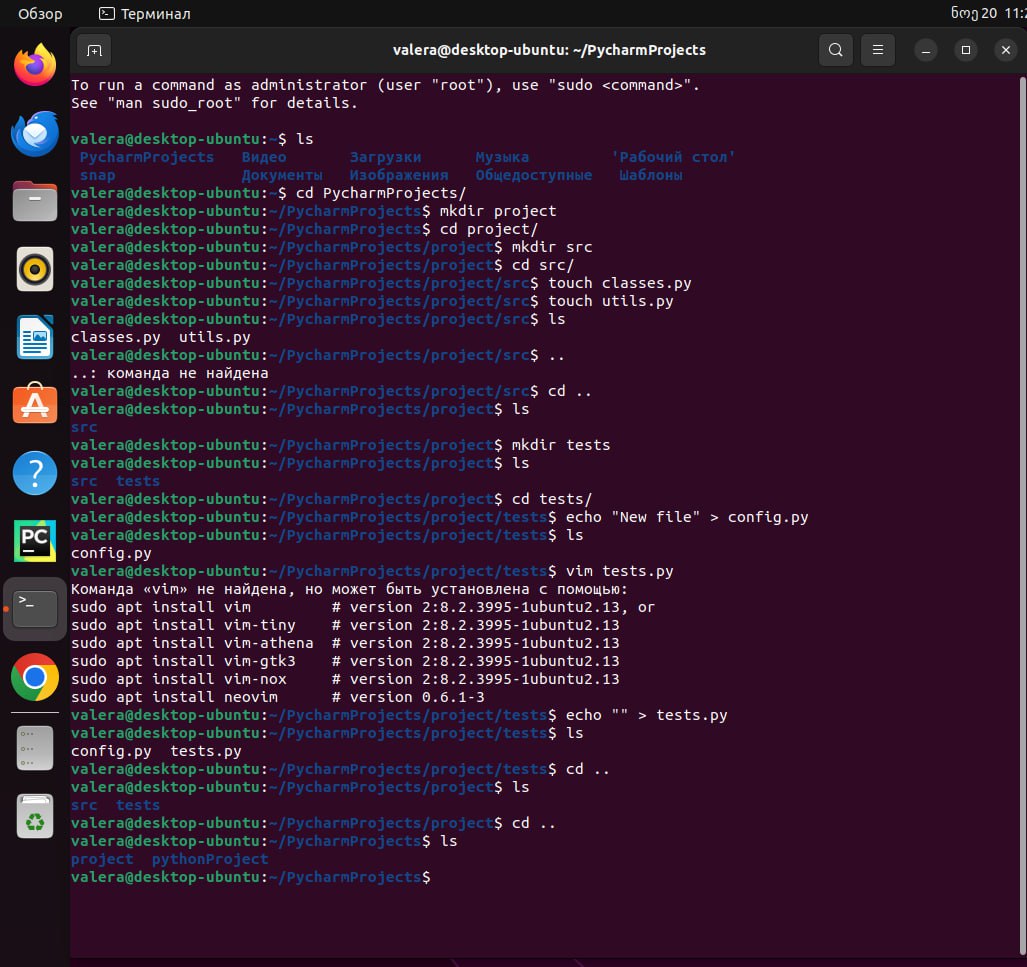 Обзор
Терминал
ნოე 20 11:2
valera@desktop-ubuntu: ~/PycharmProjects
To run a command as administrator (user "root"), use "sudo <command>".
See "man sudo_root" for details.
valera@desktop-ubuntu:~$ ls
PycharmProjects Видео Загрузки Музыка 'Рабочий стол'
snap Документы Изображения Общедоступные Шаблоны
valera@desktop-ubuntu:~$ cd PycharmProjects/
valera@desktop-ubuntu:~/PycharmProjects$ mkdir project
valera@desktop-ubuntu:~/PycharmProjects$ cd project/
valera@desktop-ubuntu:~/PycharmProjects/project$ mkdir src
valera@desktop-ubuntu:~/PycharmProjects/project$ cd src/
valera@desktop-ubuntu:~/PycharmProjects/project/src$ touch classes.py
valera@desktop-ubuntu:~/PycharmProjects/project/src$ touch utils.py
valera@desktop-ubuntu:~/PycharmProjects/project/src$ ls
classes.py utils.py
valera@desktop-ubuntu:~/PycharmProjects/project/src$ ..
..: команда не найдена
valera@desktop-ubuntu:~/PycharmProjects/project/src$ cd ..
valera@desktop-ubuntu:~/PycharmProjects/project$ ls
src
valera@desktop-ubuntu:~/PycharmProjects/project$ mkdir tests
valera@desktop-ubuntu:~/PycharmProjects/project$ ls
src tests
valera@desktop-ubuntu:~/PycharmProjects/project$ cd tests/
valera@desktop-ubuntu:~/PycharmProjects/project/tests$ echo "New file" > config.py
valera@desktop-ubuntu:~/PycharmProjects/project/tests$ ls
config.py
valera@desktop-ubuntu:~/PycharmProjects/project/tests$ vim tests.py
Команда «vim» не найдена, но может быть установлена с помощью:
sudo apt install vim # version 2:8.2.3995-1ubuntu2.13, or
sudo apt install vim-tiny # version 2:8.2.3995-1ubuntu2.13
sudo apt install vim-athena # version 2:8.2.3995-1ubuntu2.13
sudo apt install vim-gtk3 # version 2:8.2.3995-1ubuntu2.13
sudo apt install vim-nox # version 2:8.2.3995-1ubuntu2.13
sudo apt install neovim # version 0.6.1-3
valera@desktop-ubuntu:~/PycharmProjects/project/tests$ echo "" > tests.py
valera@desktop-ubuntu:~/PycharmProjects/project/tests$ ls
config.py tests.py
valera@desktop-ubuntu:~/PycharmProjects/project/tests$ cd ..
valera@desktop-ubuntu:~/PycharmProjects/project$ ls
src tests
valera@desktop-ubuntu:~/PycharmProjects/project$ cd ..
valera@desktop-ubuntu:~/PycharmProjects$ ls
project pythonProject
valera@desktop-ubuntu:~/PycharmProjects$
PC